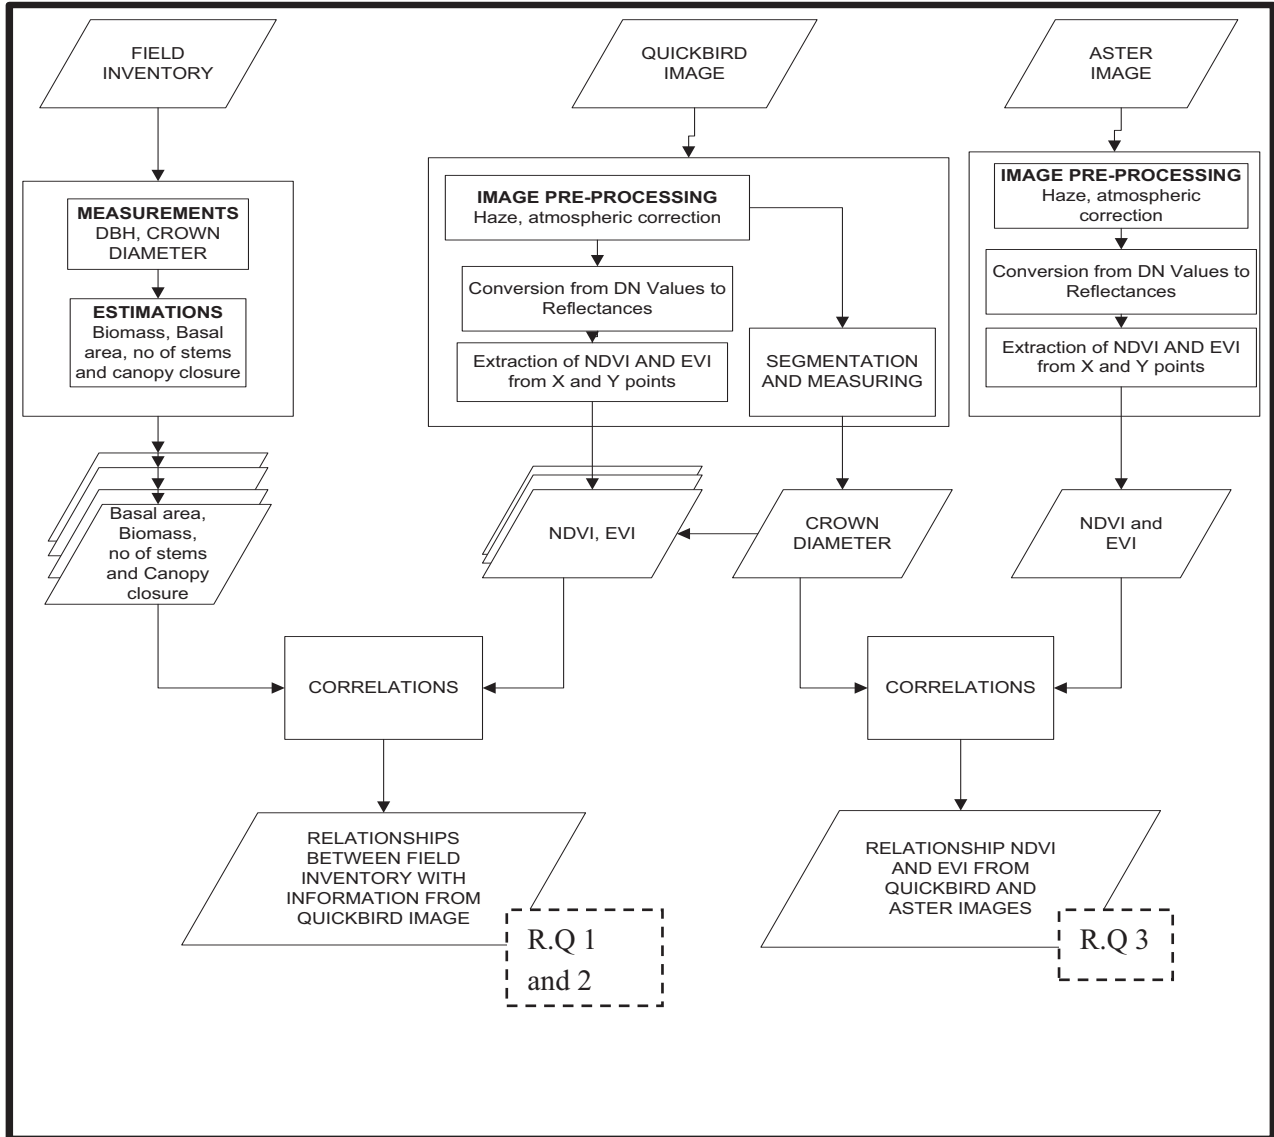 FIELD
INVENTORY
QUICKBIRD
IMAGE
ASTER
IMAGE
MEASUREMENTS
DBH, CROWN
DIAMETER
ESTIMATIONS
Biomass, Basal
area, no of stems
and canopy closure
IMAGE PRE-PROCESSING
Haze, atmospheric correction
Conversion from DN Values to
Reflectances
Extraction of NDVI AND EVI
from X and Y points
SEGMENTATION
AND MEASURING
IMAGE PRE-PROCESSING
Haze, atmospheric
correction
Conversion from DN Values to
Reflectances
Extraction of NDVI AND EVI
from X and Y points
Basal area,
Biomass,
no of stems
and Canopy
closure
NDVI, EVI
CROWN
DIAMETER
NDVI and
EVI
CORRELATIONS
CORRELATIONS
RELATIONSHIPS
BETWEEN FIELD
INVENTORY WITH
INFORMATION FROM
QUICKBIRD IMAGE
R.Q 1
and 2
RELATIONSHIP NDVI
AND EVI FROM
QUICKBIRD AND
ASTER IMAGES
R.Q 3